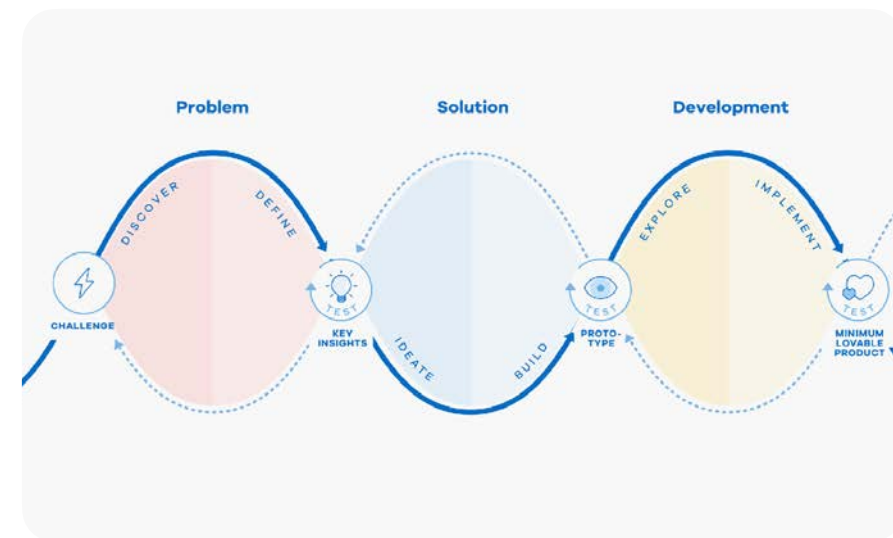 Problem
Solution
Development
DISCOVER
DEFINE
EXPLORE
IMPLEMENT
CHALLENGE
TEST
KEY
INSIGHTS
IDEATE
BUILD
TEST
PROTO-
TYPE
TEST
MINIMUM
LOVABLE
PRODUCT